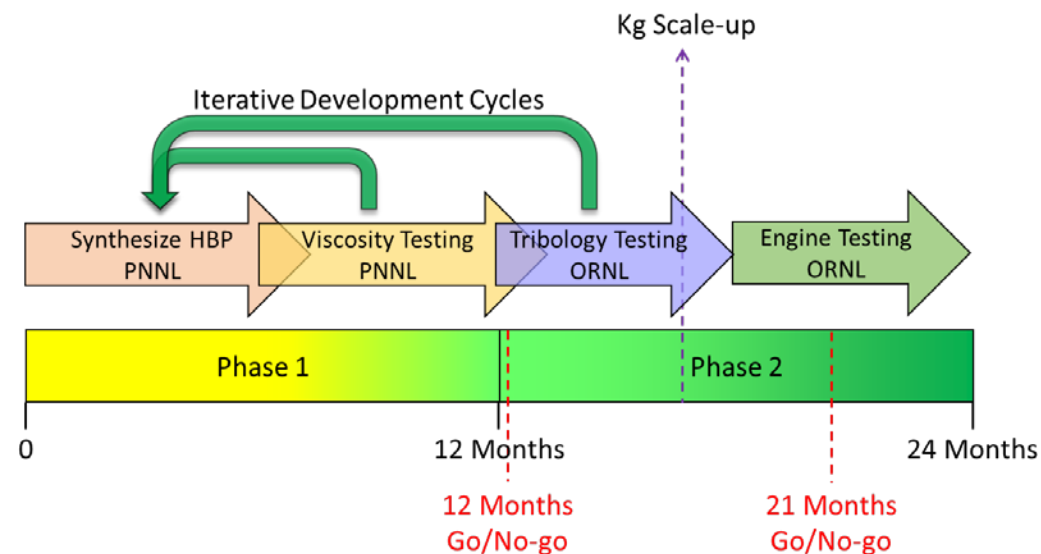 Kg Scale-up
Iterative Development Cycles
Synthesize HBP
PNNL
Viscosity Testing
PNNL
Tribology Testing
ORNL
Engine Testing
ORNL
Phase 1
Phase 2
0
12 Months
24 Months
12 Months
Go/No-go
21 Months
Go/No-go